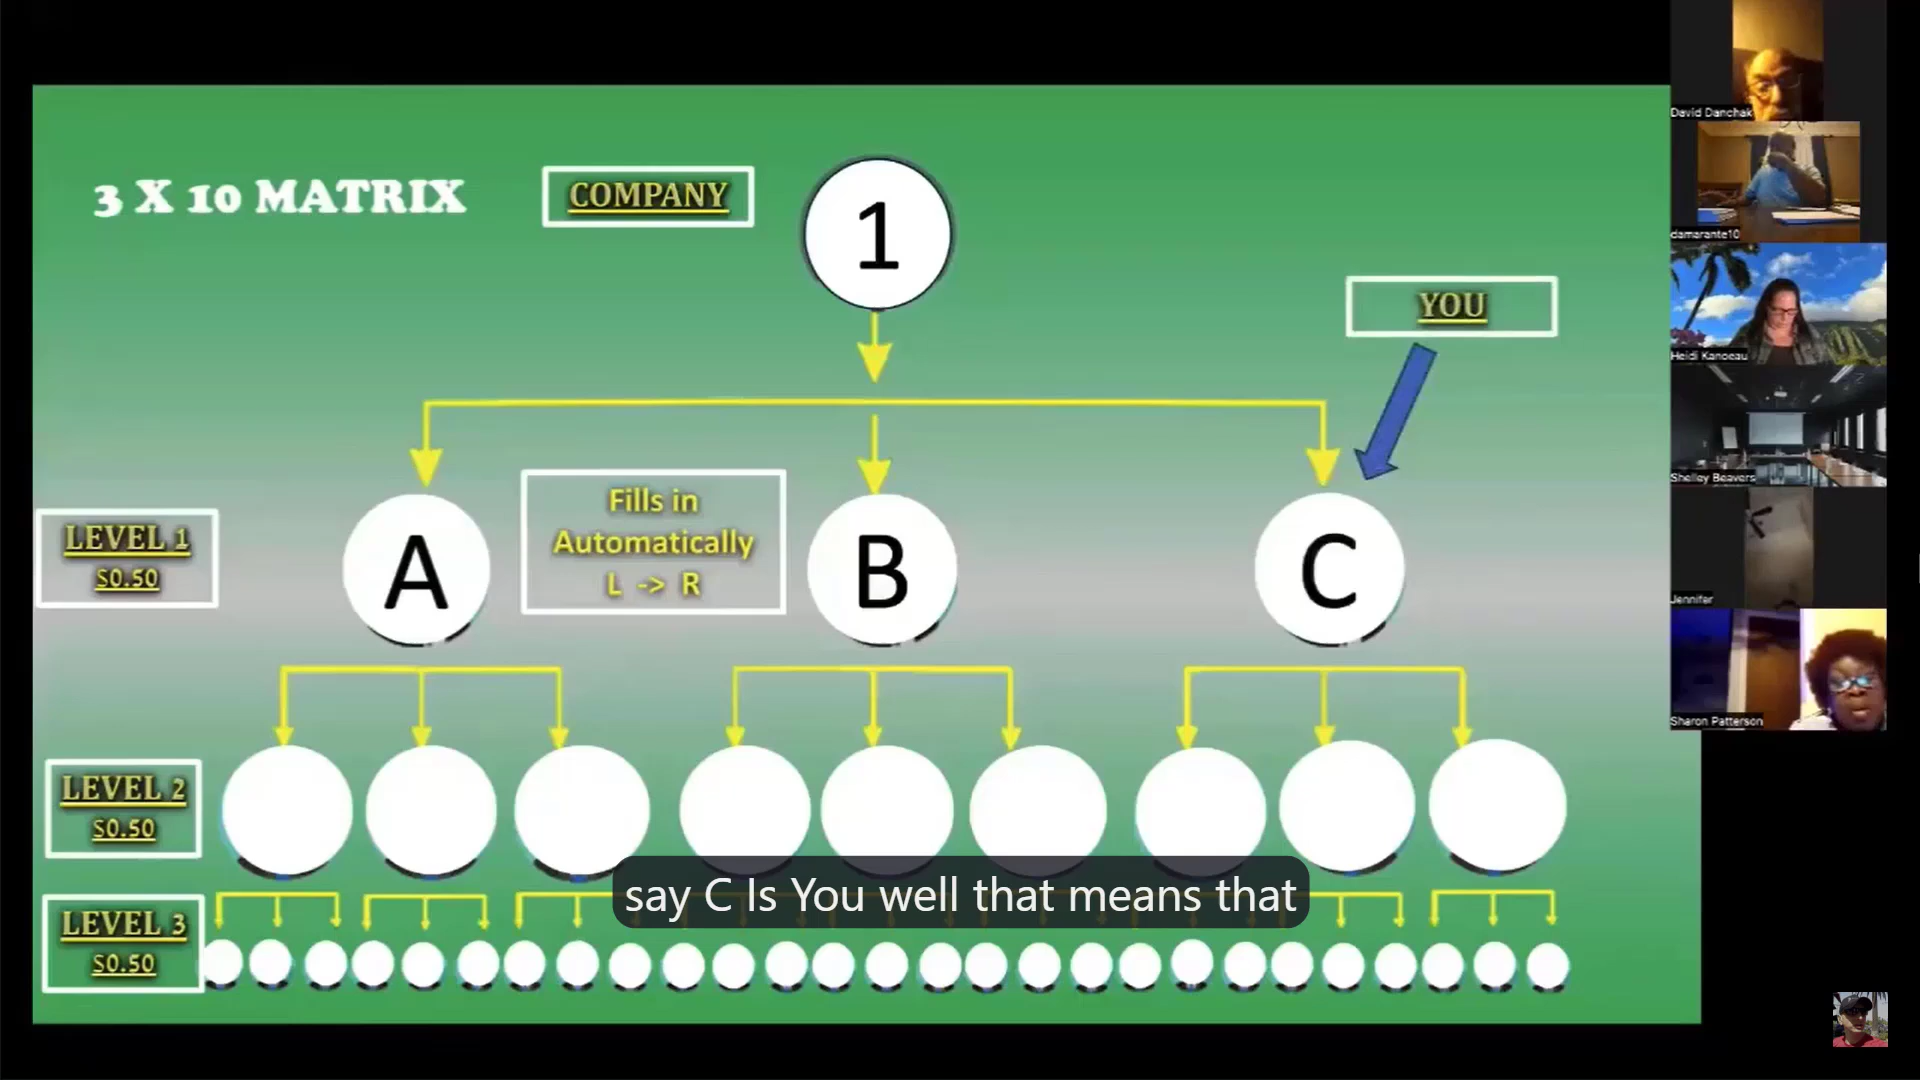 3 X 10 MATRIX
COMPANY
1
YOU
A
B
C
Fills in
Automatically
L -> R
LEVEL 1
$0.50
LEVEL 2
$0.50
LEVEL 3
$0.50
say C Is You well that means that
David Danchak
damarante10
Heidi Kanoeau
Shelley Beavers
Jennifer
Sharon Patterson